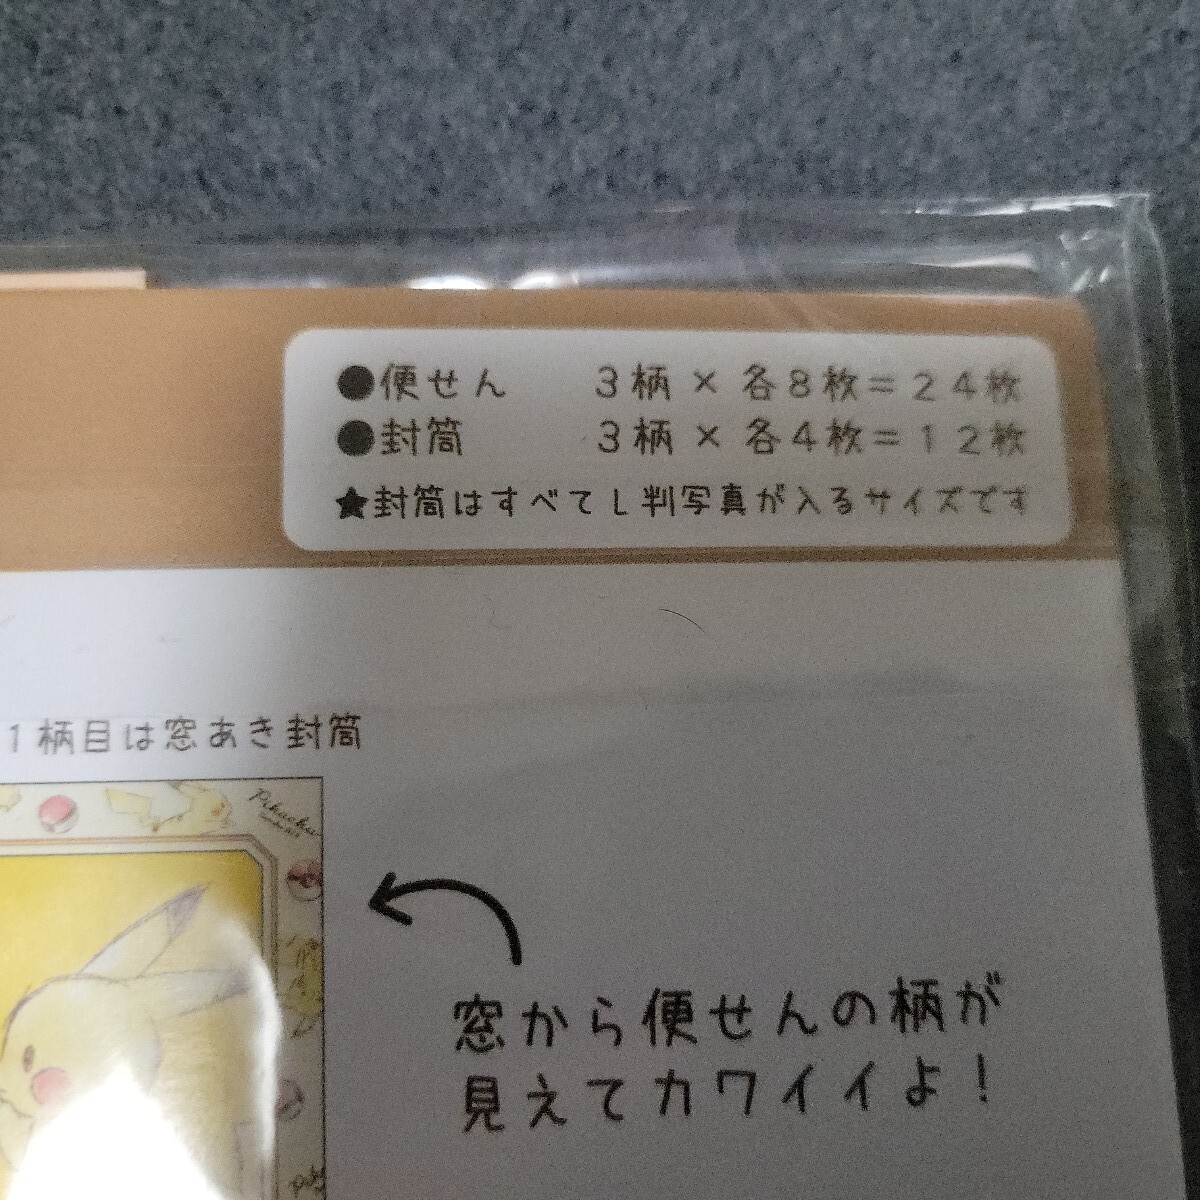 ●便せん　3柄×各8枚=24枚
●封筒　3柄×各4枚=12枚
★封筒はすべてL判写真が入るサイズです
1柄目は窓あき封筒
Pikachu
窓から便せんの柄が
見えてカワイイよ!